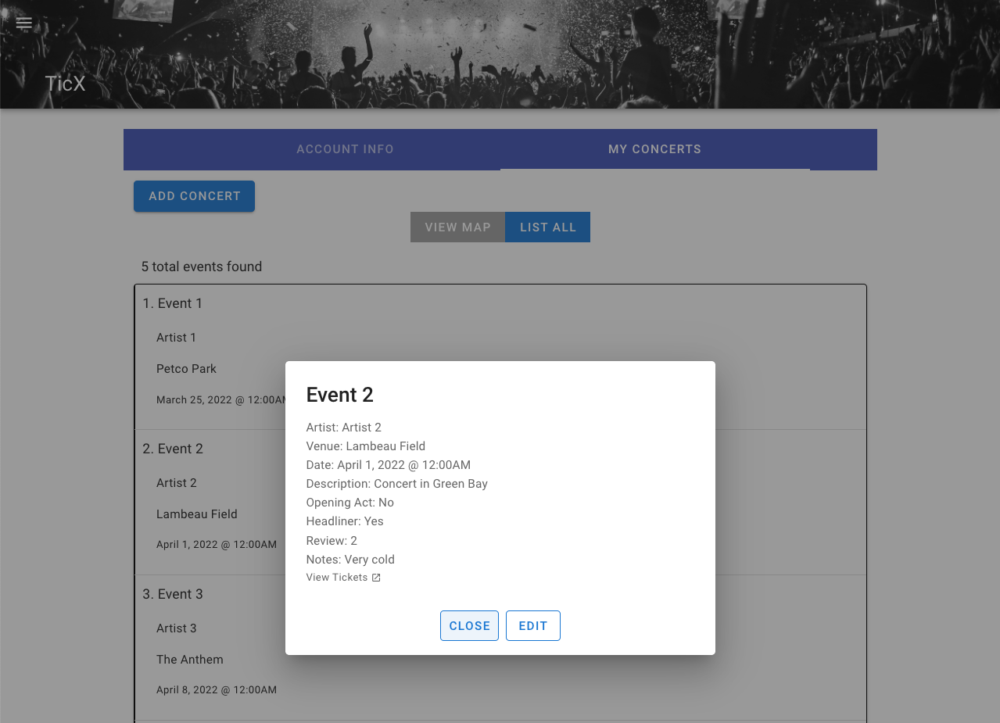 TicX
ACCOUNT INFO
MY CONCERTS
ADD CONCERT
VIEW MAP
LIST ALL
5 total events found
1. Event 1
Artist 1
Petco Park
March 25, 2022 @ 12:00AM
2. Event 2
Artist 2
Lambeau Field
April 1, 2022 @ 12:00AM
3. Event 3
Artist 3
The Anthem
April 8, 2022 @ 12:00AM
Event 2
Artist: Artist 2
Venue: Lambeau Field
Date: April 1, 2022 @ 12:00AM
Description: Concert in Green Bay
Opening Act: No
Headliner: Yes
Review: 2
Notes: Very cold
View Tickets
CLOSE
EDIT